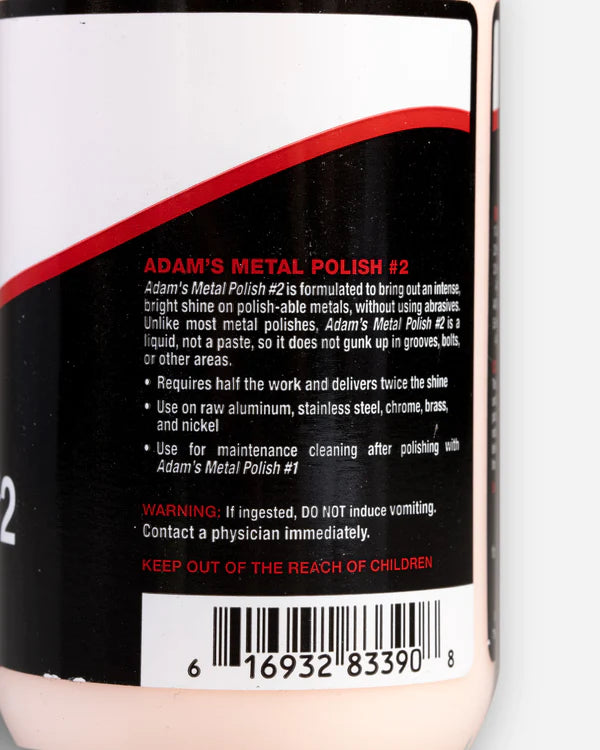 ADAM'S METAL POLISH #2
Adam's Metal Polish #2 is formulated to bring out an intense,
bright shine on polish-able metals, without using abrasives.
Unlike most metal polishes, Adam's Metal Polish #2 is a
liquid, not a paste, so it does not gunk up in grooves, bolts,
or other areas.
• Requires half the work and delivers twice the shine
• Use on raw aluminum, stainless steel, chrome, brass,
and nickel
• Use for maintenance cleaning after polishing with
Adam's Metal Polish #1
2
WARNING: If ingested, DO NOT induce vomiting.
Contact a physician immediately.
KEEP OUT OF THE REACH OF CHILDREN
6 16932 83390 8